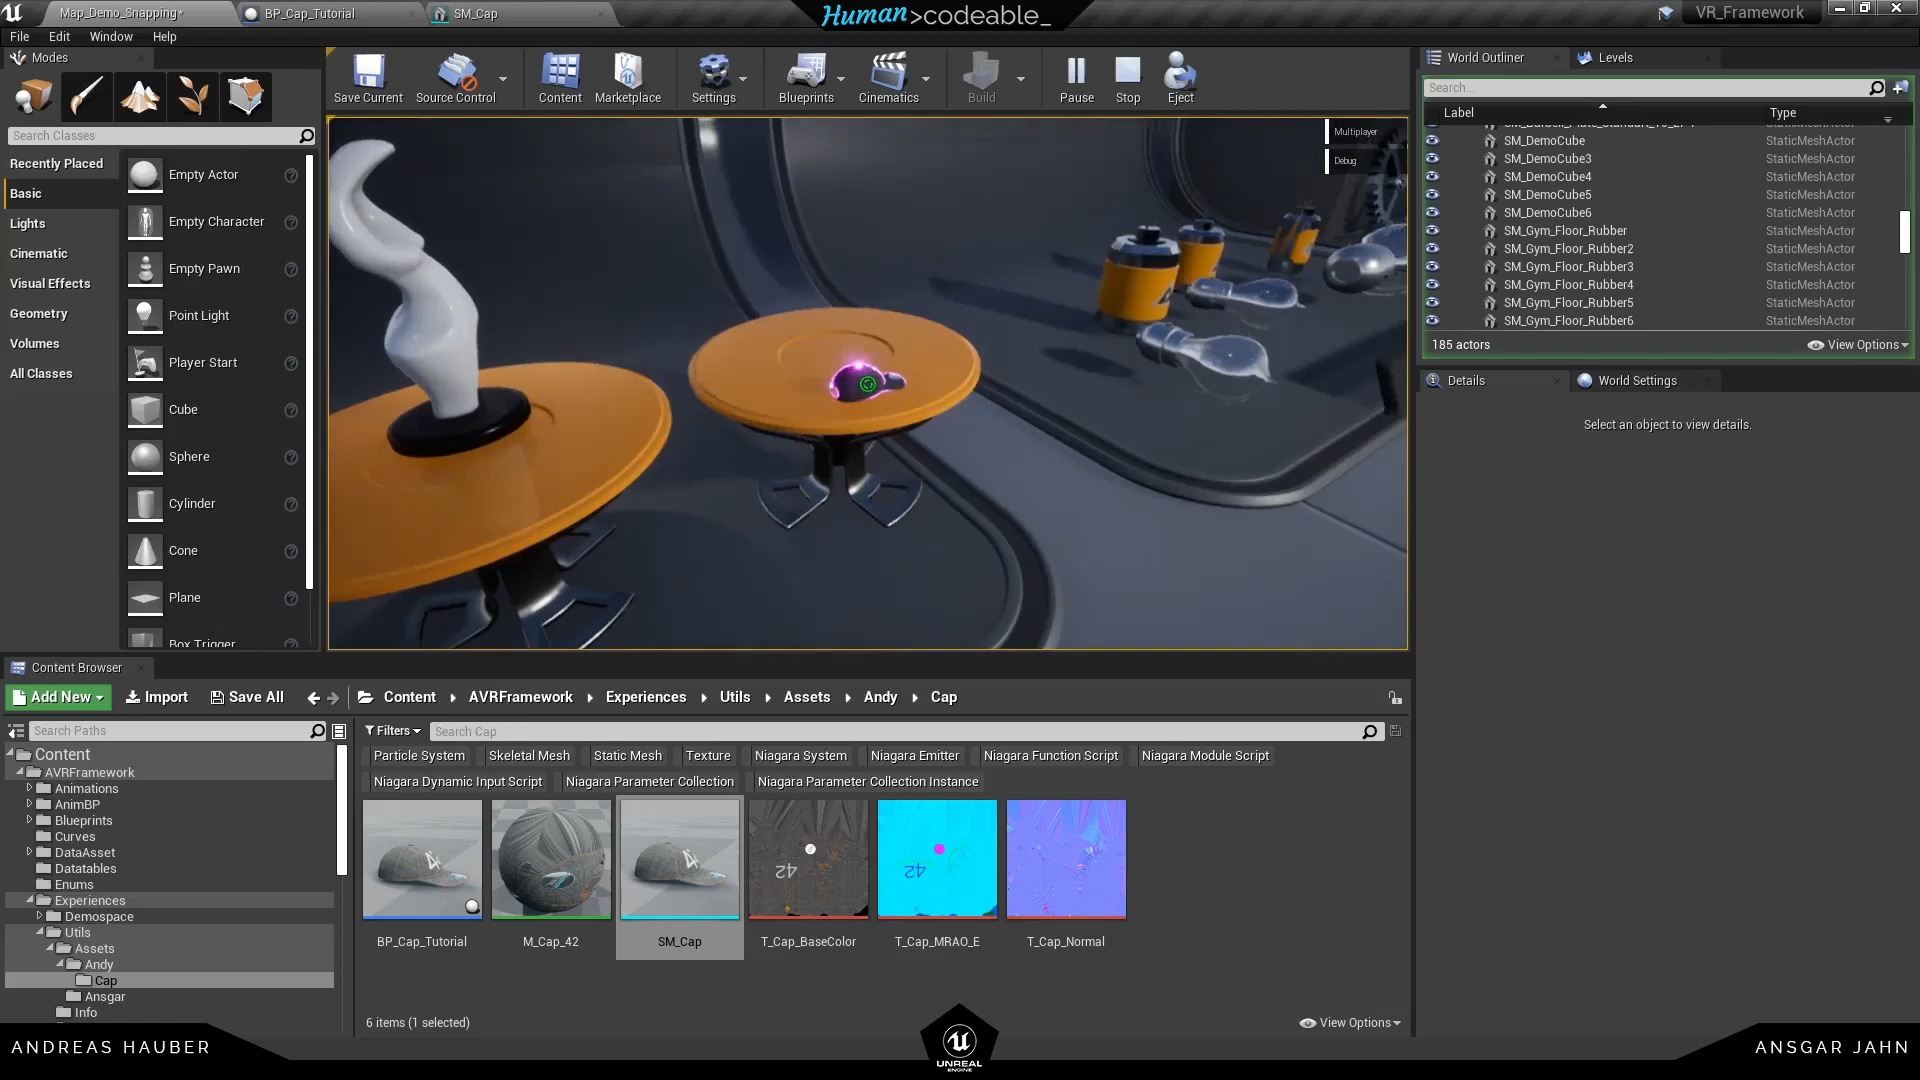 Map_Demo_Snapping*
BP_Cap_Tutorial
SM_Cap
Human>codeable_
VR_Framework
File
Edit
Window
Help
Modes
Search Classes
Recently Placed
Basic
Lights
Cinematic
Visual Effects
Geometry
Volumes
All Classes
Empty Actor
Empty Character
Empty Pawn
Point Light
Player Start
Cube
Sphere
Cylinder
Cone
Plane
Box Trigger
Save Current
Source Control
Content
Marketplace
Settings
Blueprints
Cinematics
Build
Pause
Stop
Eject
Multiplayer
Debug
World Outliner
Levels
Search...
Label
Type
SM_DemoCube StaticMeshActor
SM_DemoCube3 StaticMeshActor
SM_DemoCube4 StaticMeshActor
SM_DemoCube5 StaticMeshActor
SM_DemoCube6 StaticMeshActor
SM_Gym_Floor_Rubber StaticMeshActor
SM_Gym_Floor_Rubber2 StaticMeshActor
SM_Gym_Floor_Rubber3 StaticMeshActor
SM_Gym_Floor_Rubber4 StaticMeshActor
SM_Gym_Floor_Rubber5 StaticMeshActor
SM_Gym_Floor_Rubber6 StaticMeshActor
185 actors
View Options
Details
World Settings
Select an object to view details.
Content Browser
Add New
Import
Save All
Content
AVRFramework
Experiences
Utils
Assets
Andy
Cap
Search Paths
Content
AVRFramework
Animations
AnimBP
Blueprints
Curves
DataAsset
Datatables
Enums
Experiences
Demospace
Utils
Assets
Andy
Cap
Ansgar
Info
Filters
Search Cap
Particle System
Skeletal Mesh
Static Mesh
Texture
Niagara System
Niagara Emitter
Niagara Function Script
Niagara Module Script
Niagara Dynamic Input Script
Niagara Parameter Collection
Niagara Parameter Collection Instance
42
42
BP_Cap_Tutorial
M_Cap_42
SM_Cap
T_Cap_BaseColor
T_Cap_MRAO_E
T_Cap_Normal
6 items (1 selected)
View Options
ANDREAS HAUBER
UNREAL
ENGINE
ANSGAR JAHN